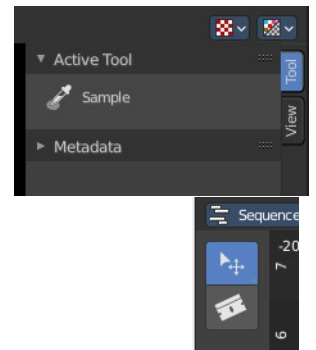 Active Tool
Tool
Sample
View
Metadata
Sequence
-20
7
6